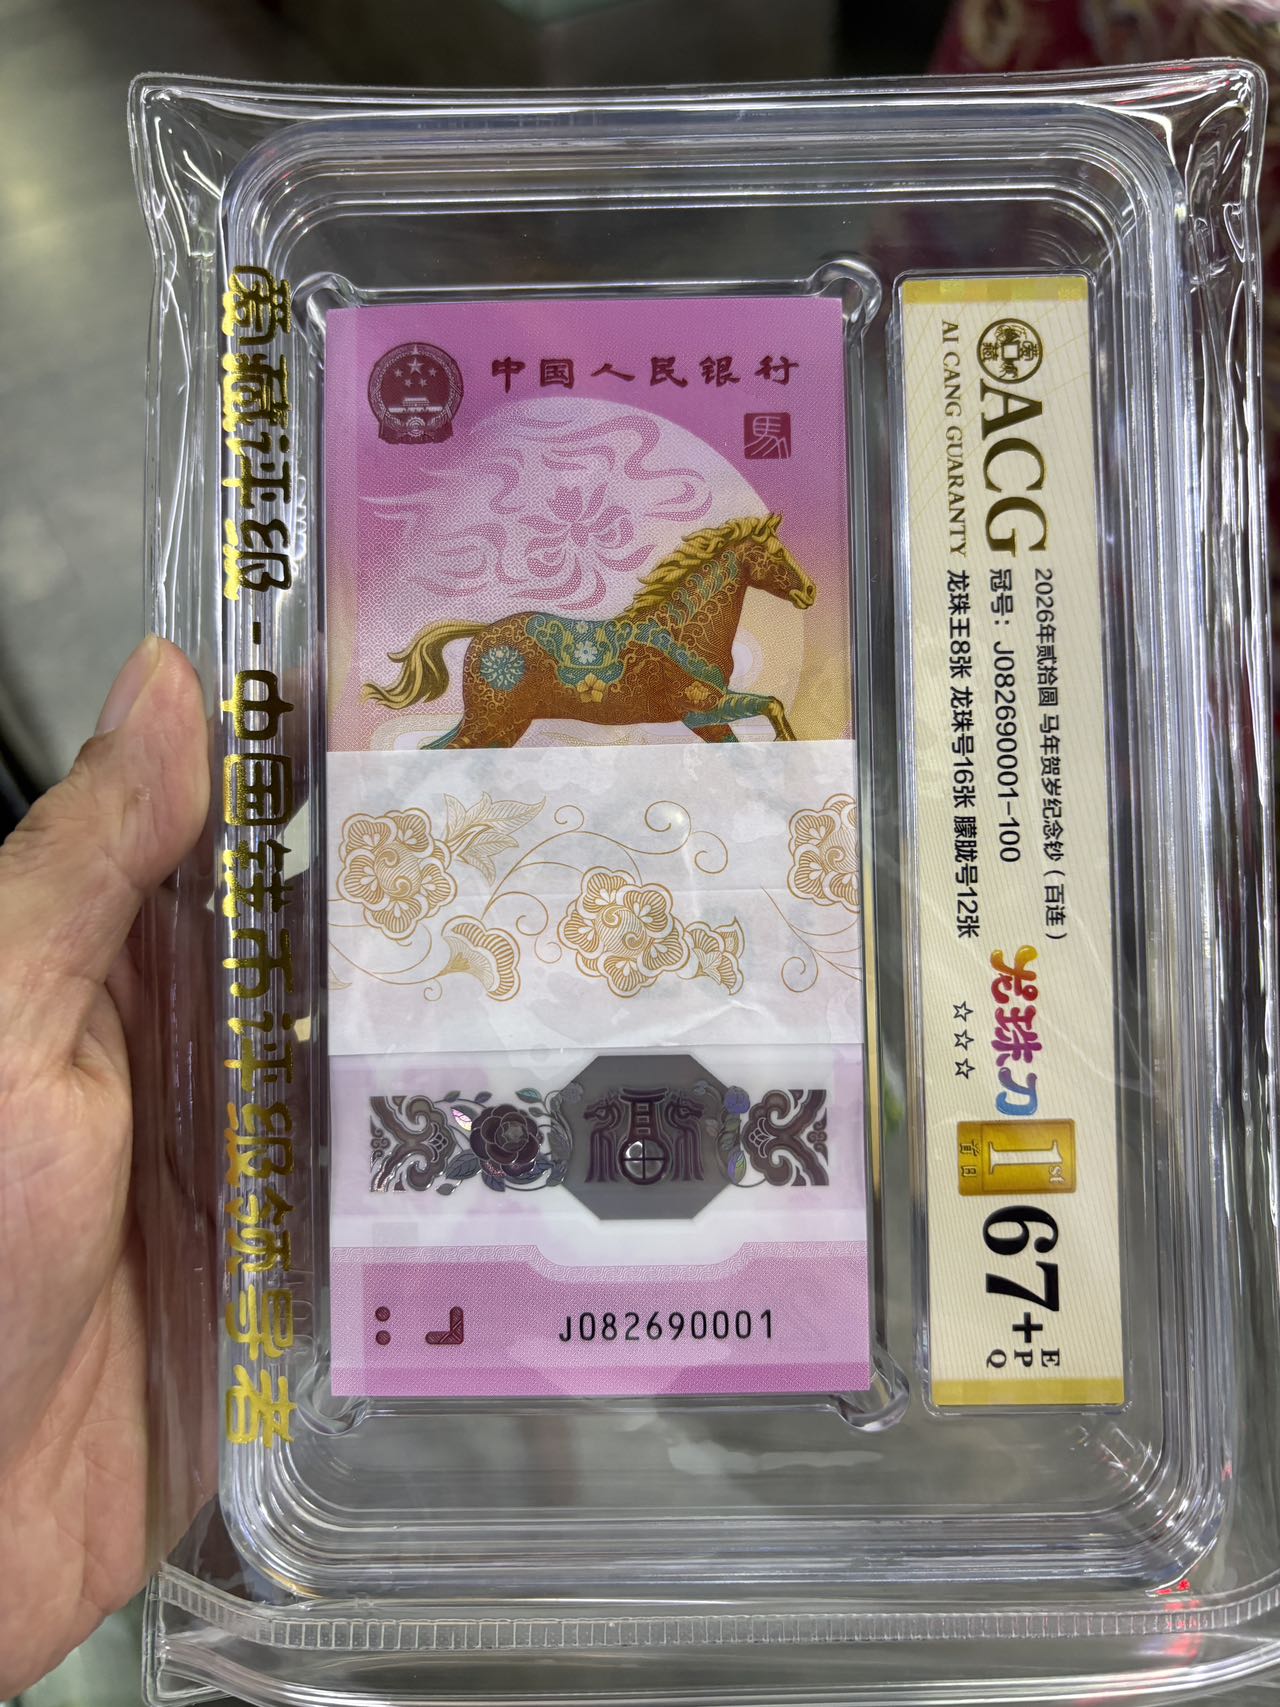 爱藏评级-中国钱币评级领导者
中国人民银行
馬
J082690001
ACG
AI CANG GUARANTY
2026年贰拾圆 马年贺岁纪念钞（百连）
冠号：J082690001-100
龙珠王8张 龙珠号16张 朦胧号12张
龙珠刀
☆☆☆
1st
首日
67+
E
P
Q